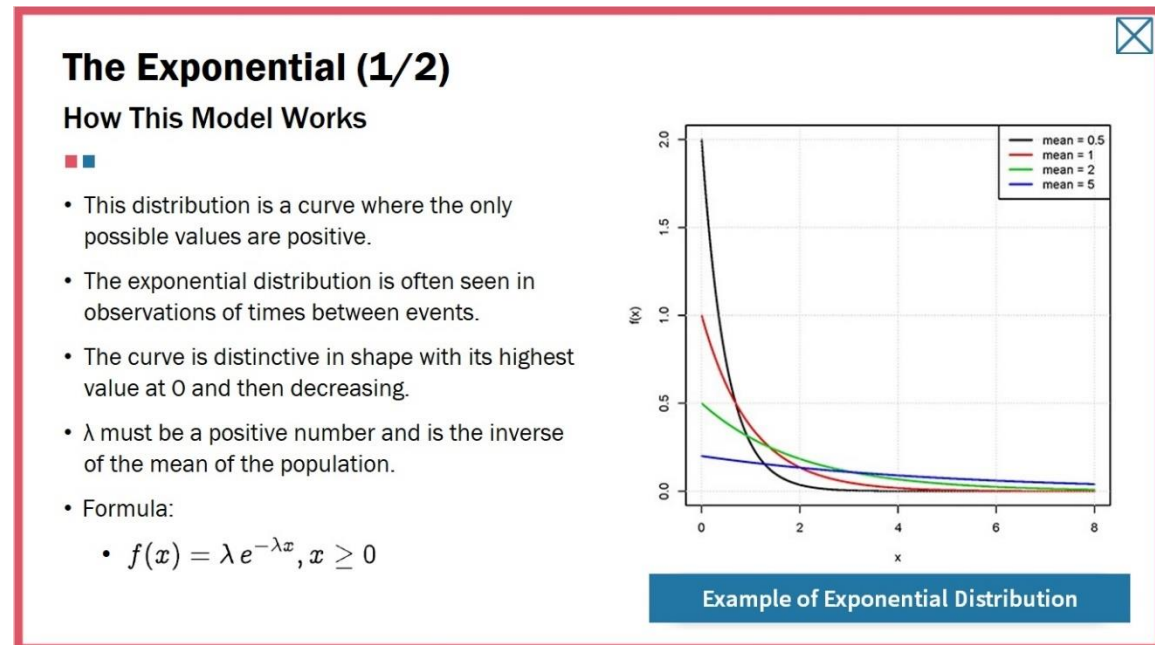 The Exponential (1/2)
How This Model Works
• This distribution is a curve where the only
possible values are positive.
• The exponential distribution is often seen in
observations of times between events.
• The curve is distinctive in shape with its highest
value at 0 and then decreasing.
• λ must be a positive number and is the inverse
of the mean of the population.
• Formula:
• f(x) = λ e^{-λx}, x ≥ 0
mean = 0.5
mean = 1
mean = 2
mean = 5
2.0
1.5
1.0
0.5
0.0
f(x)
0 2 4 6 8
x
Example of Exponential Distribution